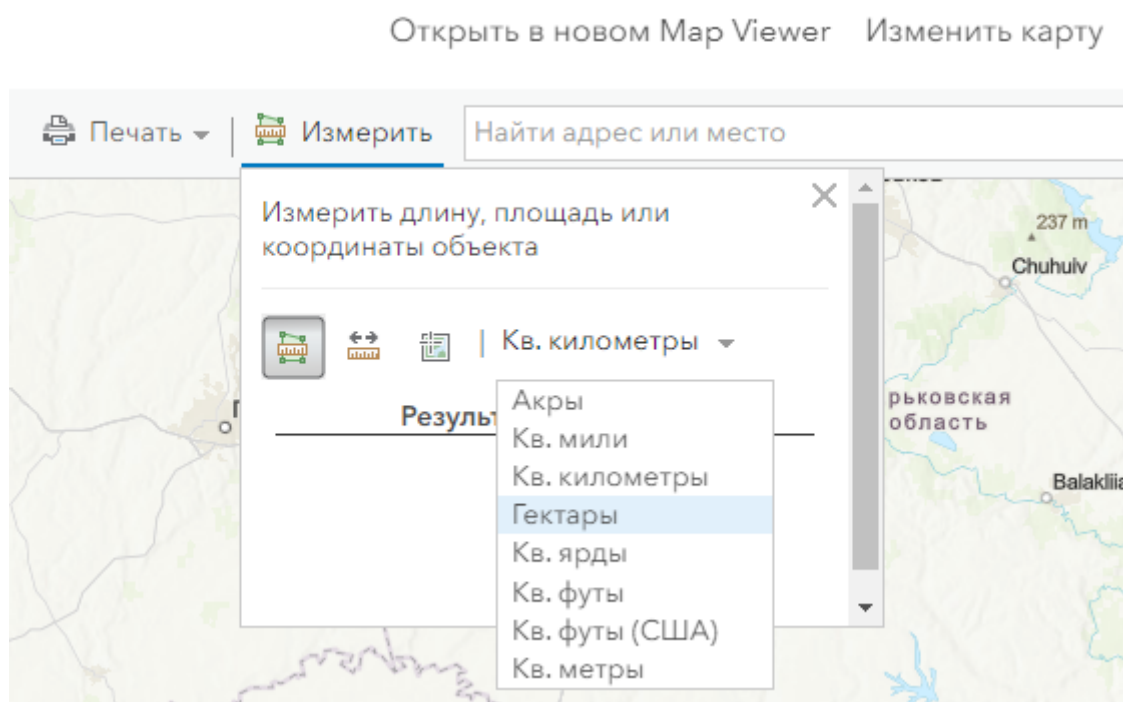 Открыть в новом Map Viewer Изменить карту
Печать Измерить Найти адрес или место
Измерить длину, площадь или
координаты объекта
237 m
Chuhuiv
Кв. километры
Акры
Кв. мили
Кв. километры
Гектары
Кв. ярды
Кв. футы
Кв. футы (США)
Кв. метры
область